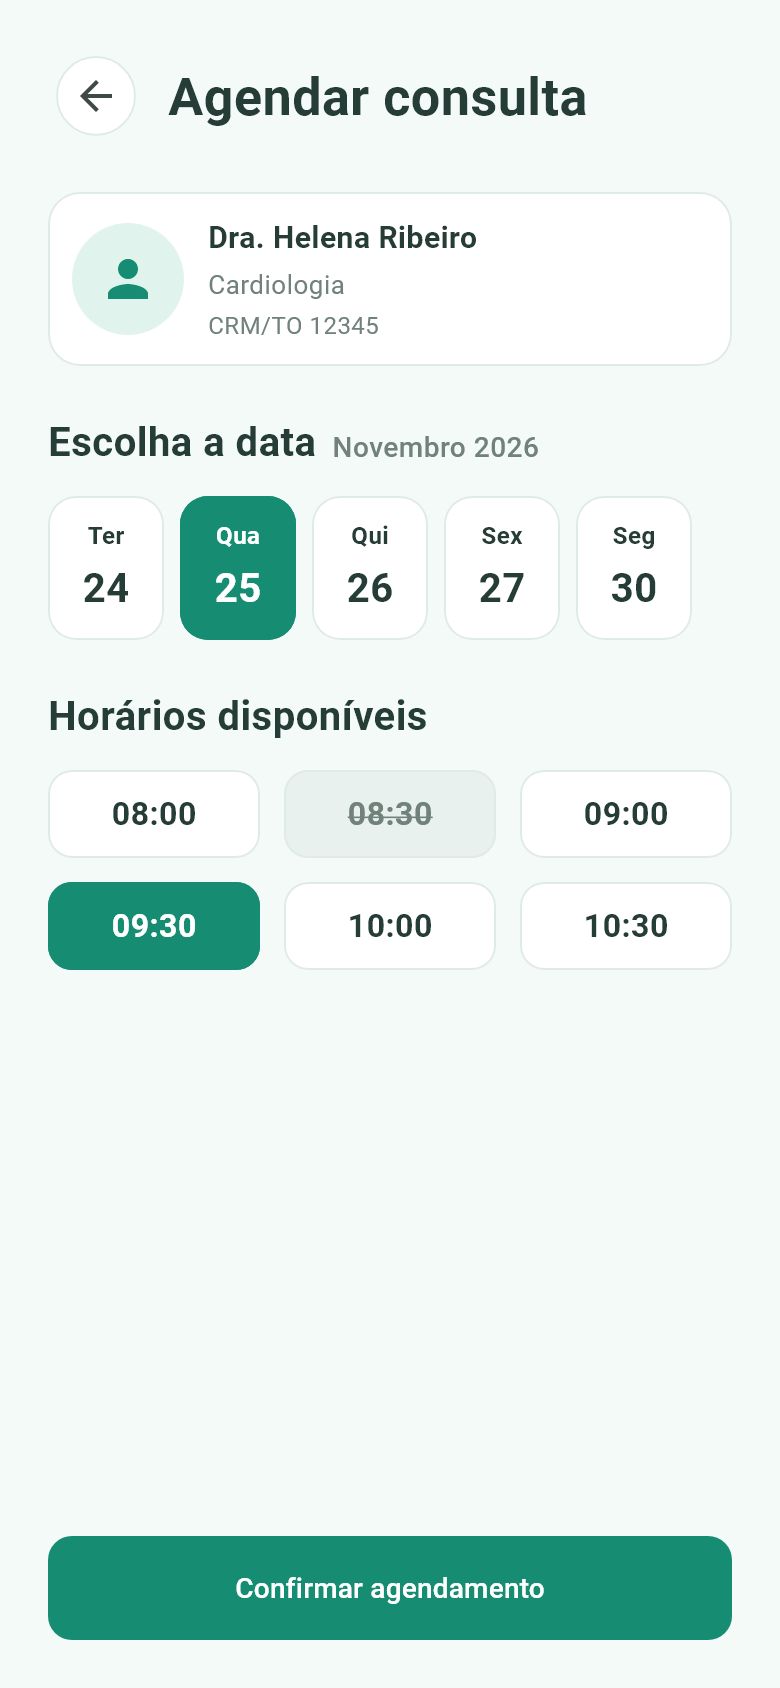 Agendar consulta
Dra. Helena Ribeiro
Cardiologia
CRM/TO 12345
Escolha a data Novembro 2026
Ter Qua Qui Sex Seg
24 25 26 27 30
Horários disponíveis
08:00 08:30 09:00
09:30 10:00 10:30
Confirmar agendamento